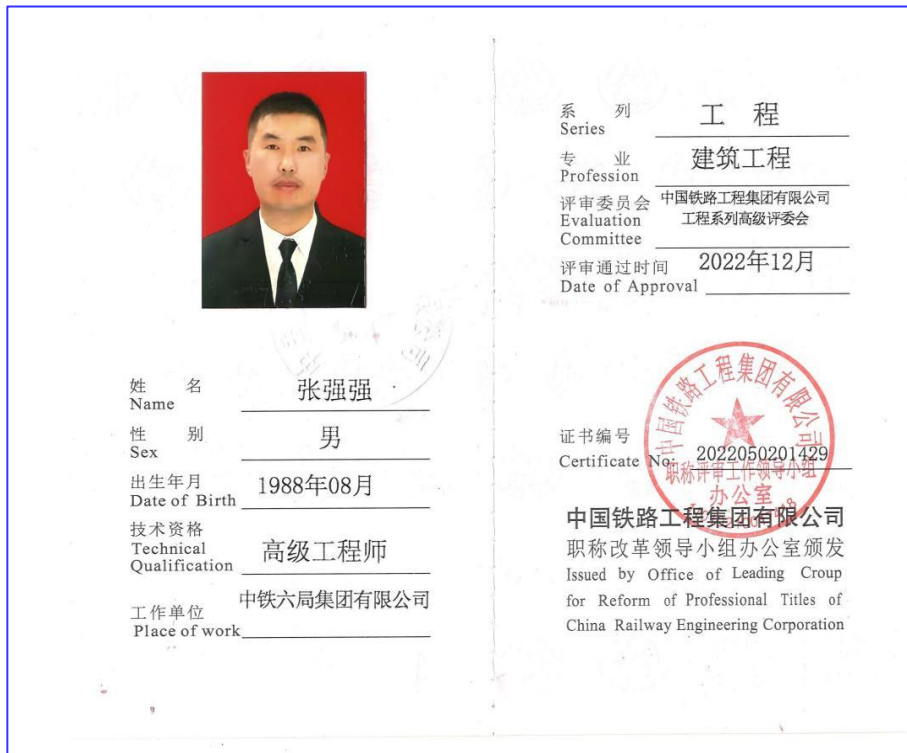 姓名 张强强
Name
性别 男
Sex
出生年月 1988年08月
Date of Birth
技术资格
Technical
Qualification 高级工程师
工作单位 中铁六局集团有限公司
Place of work
系列 工程
Series
专业 建筑工程
Profession
评审委员会 中国铁路工程集团有限公司
Evaluation 工程系列高级评委会
Committee
评审通过时间 2022年12月
Date of Approval
中国铁路工程集团有限公司
职称评审工作领导小组
办公室
证书编号
Certificate No: 2022050201429
中国铁路工程集团有限公司
职称改革领导小组办公室颁发
Issued by Office of Leading Croup
for Reform of Professional Titles of
China Railway Engineering Corporation